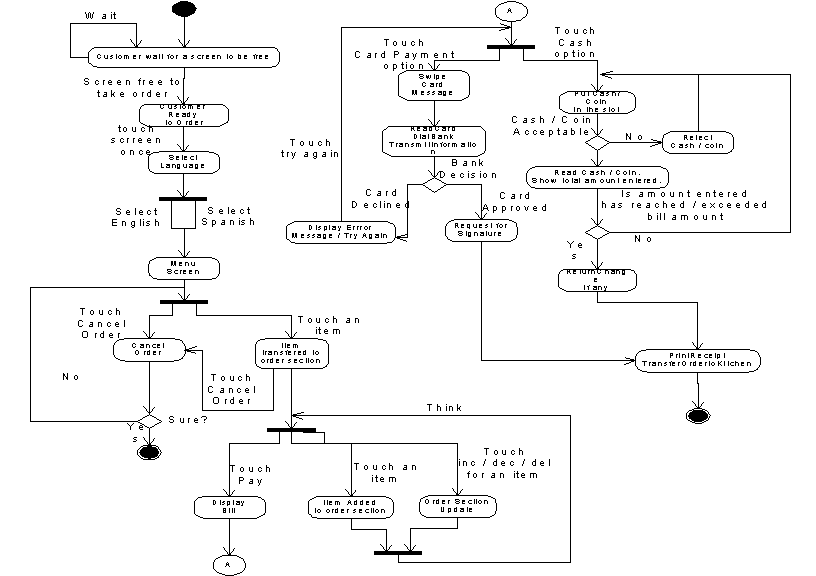 Wait
Customer wait for a screen to be free
Screen free to
take order
Customer
Ready
to Order
touch
scrreen
once
Select
Language
Select
English
Select
Spanish
Menu
Screen
Touch
Cancel
Order
Touch an
item
Cancel
Order
Item
transfered to
order section
No
Touch
Cancel
Order
Sure?
Ye
s
Think
Touch
Pay
Touch an
item
Touch
inc / dec / del
for an item
Display
Bill
Item Added
to order section
Order Section
Update
A
A
Touch
Card Payment
option
Touch
Cash
option
Swipe
Card
Message
Read Card
Dial Bank
Transmit Informatio
n
Touch
try again
Bank
Decision
Card
Declined
Card
Approved
Display Errror
Message / Try Again
Request for
Signature
Put Cash/
Coin
in the slot
Cash / Coin
Acceptable
No
Reject
Cash / coin
Read Cash / Coin.
Show total amount entered.
Is amount entered
has reached / exceeded
bill amount
Ye
s
No
Return Chang
e
if any
Print Receipt
Transfer Order to Kitchen